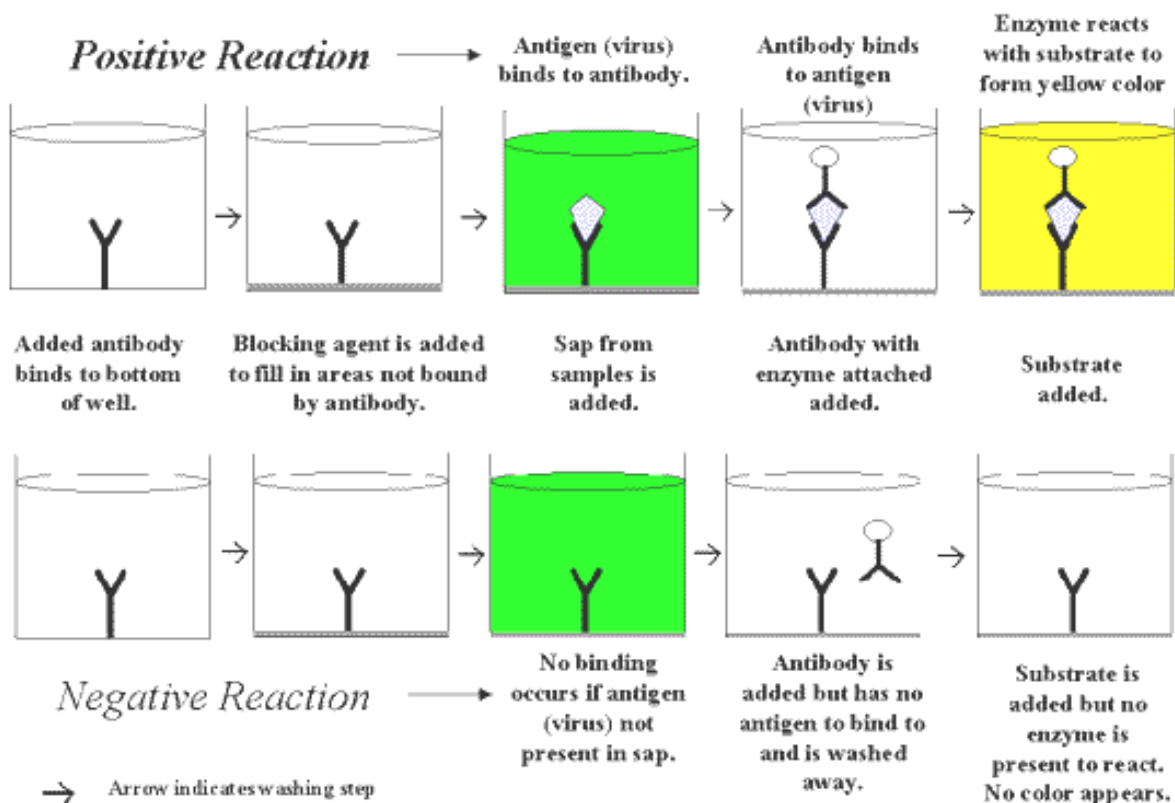 Positive Reaction
Antigen (virus)
binds to antibody.
Antibody binds
to antigen
(virus)
Enzyme reacts
with substrate to
form yellow color
Added antibody
binds to bottom
of well.
Blocking agent is added
to fill in areas not bound
by antibody.
Sap from
samples is
added.
Antibody with
enzyme attached
added.
Substrate
added.
Negative Reaction
No binding
occurs if antigen
(virus) not
present in sap.
Antibody is
added but has no
antigen to bind to
and is washed
away.
Substrate is
added but no
enzyme is
present to react.
No color appears.
Arrow indicates washing step